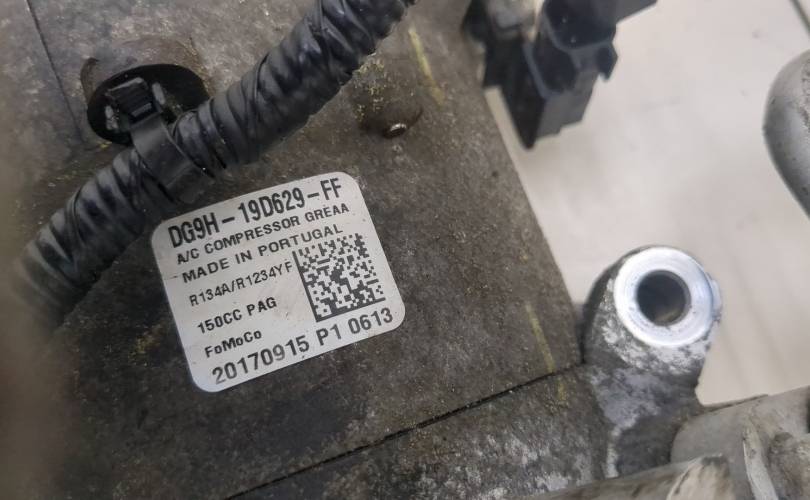 DG9H-19D629-FF
A/C COMPRESSOR GREAA
MADE IN PORTUGAL
R134A/R1234YF
150CC PAG
FoMoCo
20170915 P1 0613